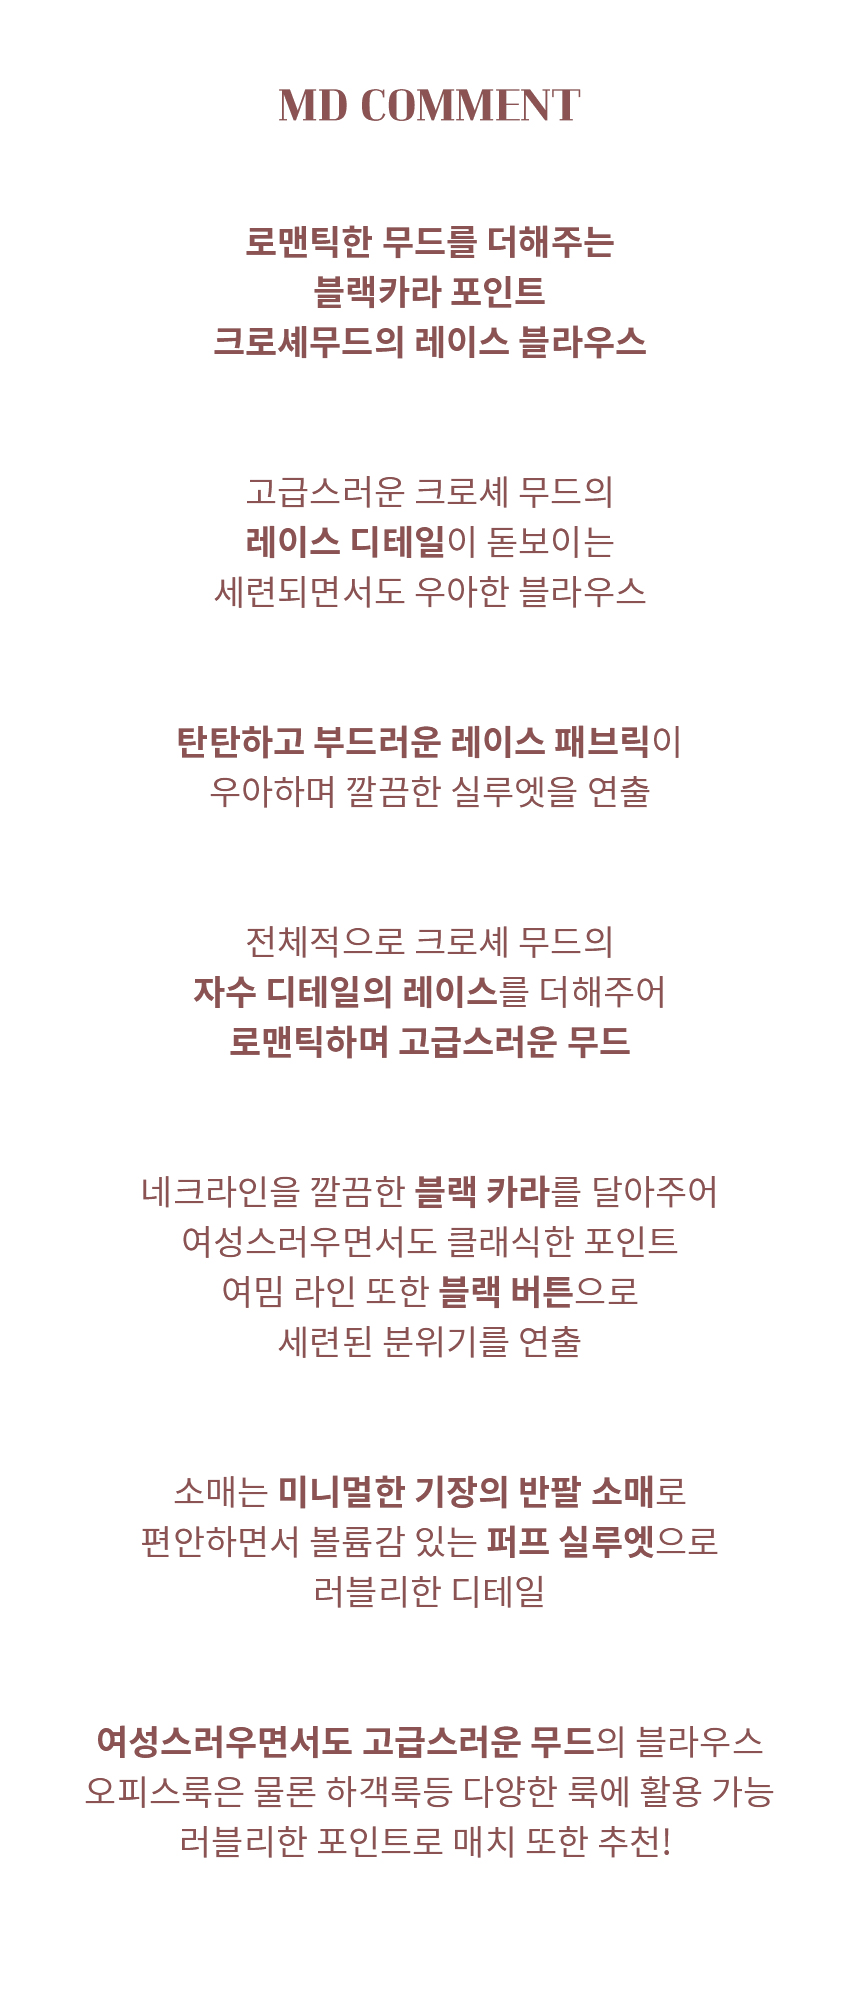 MD COMMENT
로맨틱한 무드를 더해주는
블랙카라 포인트
크로셰무드의 레이스 블라우스
고급스러운 크로셰 무드의
레이스 디테일이 돋보이는
세련되면서도 우아한 블라우스
탄탄하고 부드러운 레이스 패브릭이
우아하며 깔끔한 실루엣을 연출
전체적으로 크로셰 무드의
자수 디테일의 레이스를 더해주어
로맨틱하며 고급스러운 무드
네크라인을 깔끔한 블랙 카라를 달아주어
여성스러우면서도 클래식한 포인트
여밈 라인 또한 블랙 버튼으로
세련된 분위기를 연출
소매는 미니멀한 기장의 반팔 소매로
편안하면서 볼륨감 있는 퍼프 실루엣으로
러블리한 디테일
여성스러우면서도 고급스러운 무드의 블라우스
오피스룩은 물론 하객룩등 다양한 룩에 활용 가능
러블리한 포인트로 매치 또한 추천!